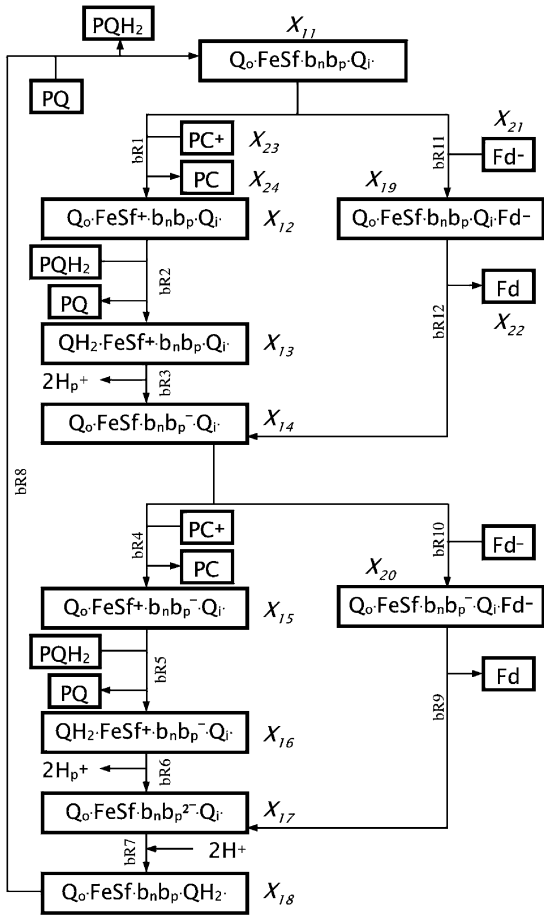 PQH₂
X₁₁
Qₒ·FeSf·bₙbₚ·Qᵢ·
PQ
bR1
PC+
X₂₃
PC
X₂₄
bR11
X₂₁
Fd-
X₁₉
Qₒ·FeSf+·bₙbₚ·Qᵢ·
X₁₂
Qₒ·FeSf·bₙbₚ·Qᵢ·Fd-
PQH₂
PQ
bR2
Fd
X₂₂
bR12
QH₂·FeSf+·bₙbₚ·Qᵢ·
X₁₃
2Hₚ+
bR3
Qₒ·FeSf·bₙbₚ⁻·Qᵢ·
X₁₄
bR8
bR4
PC+
PC
bR10
Fd-
X₂₀
Qₒ·FeSf+·bₙbₚ⁻·Qᵢ·
X₁₅
Qₒ·FeSf·bₙbₚ⁻·Qᵢ·Fd-
PQH₂
PQ
bR5
Fd
bR9
QH₂·FeSf+·bₙbₚ⁻·Qᵢ·
X₁₆
2Hₚ+
bR6
Qₒ·FeSf·bₙbₚ²⁻·Qᵢ·
X₁₇
bR7
2H⁺
Qₒ·FeSf·bₙbₚ·QH₂·
X₁₈